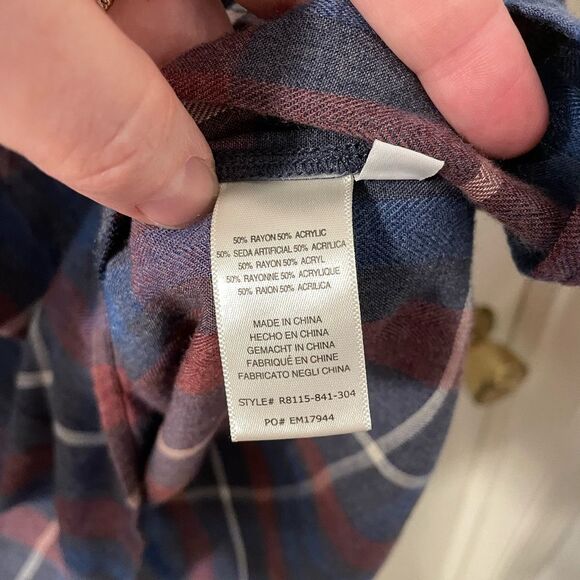 50% RAYON 50% ACRYLIC
50% SEDA ARTIFICIAL 50% ACRILICA
50% RAYON 50% ACRYL
50% RAYONNE 50% ACRYLIQUE
50% RAION 50% ACRILICA
MADE IN CHINA
HECHO EN CHINA
GEMACHT IN CHINA
FABRIQUÉ EN CHINE
FABRICATO NEGLI CHINA
STYLE# R8115-841-304
PO# EM17944